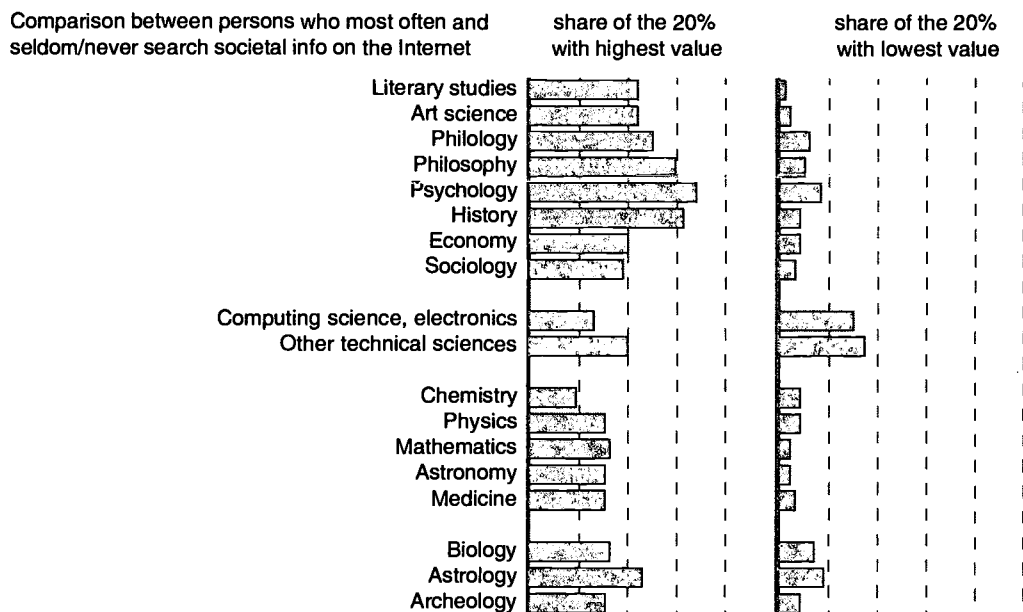 Comparison between persons who most often and
seldom/never search societal info on the Internet
share of the 20%
with highest value
share of the 20%
with lowest value
Literary studies
Art science
Philology
Philosophy
Psychology
History
Economy
Sociology
Computing science, electronics
Other technical sciences
Chemistry
Physics
Mathematics
Astronomy
Medicine
Biology
Astrology
Archeology